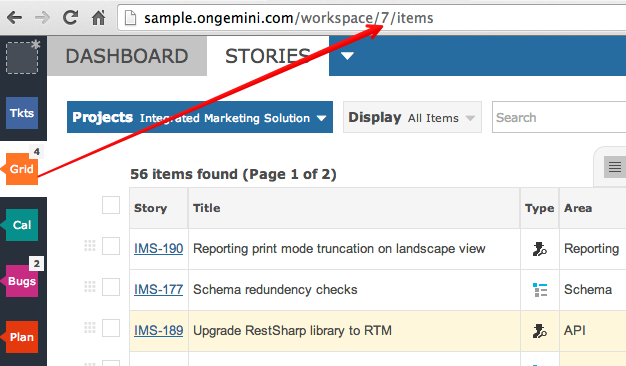 sample.ongemini.com/workspace/7/items
DASHBOARD STORIES
Tkts
Projects Integrated Marketing Solution Display All Items Search
4
Grid
56 items found (Page 1 of 2)
Story Title Type Area
Cal
IMS-190 Reporting print mode truncation on landscape view Reporting
2
Bugs
IMS-177 Schema redundency checks Schema
Plan
IMS-189 Upgrade RestSharp library to RTM API